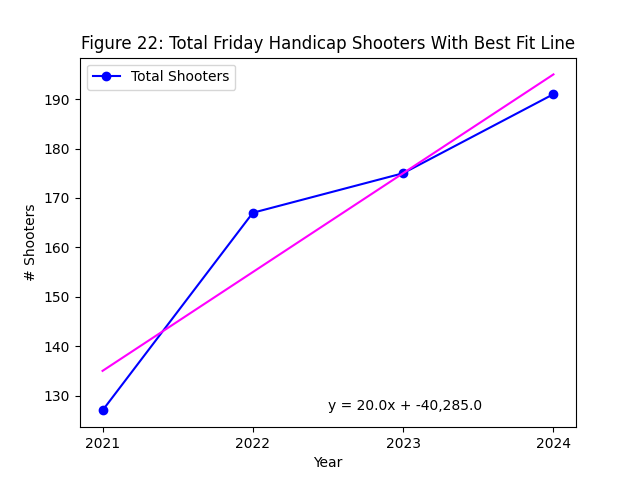 Figure 22: Total Friday Handicap Shooters With Best Fit Line
Total Shooters
190
180
170
160
150
140
130
# Shooters
y = 20.0x + -40,285.0
2021 2022 2023 2024
Year